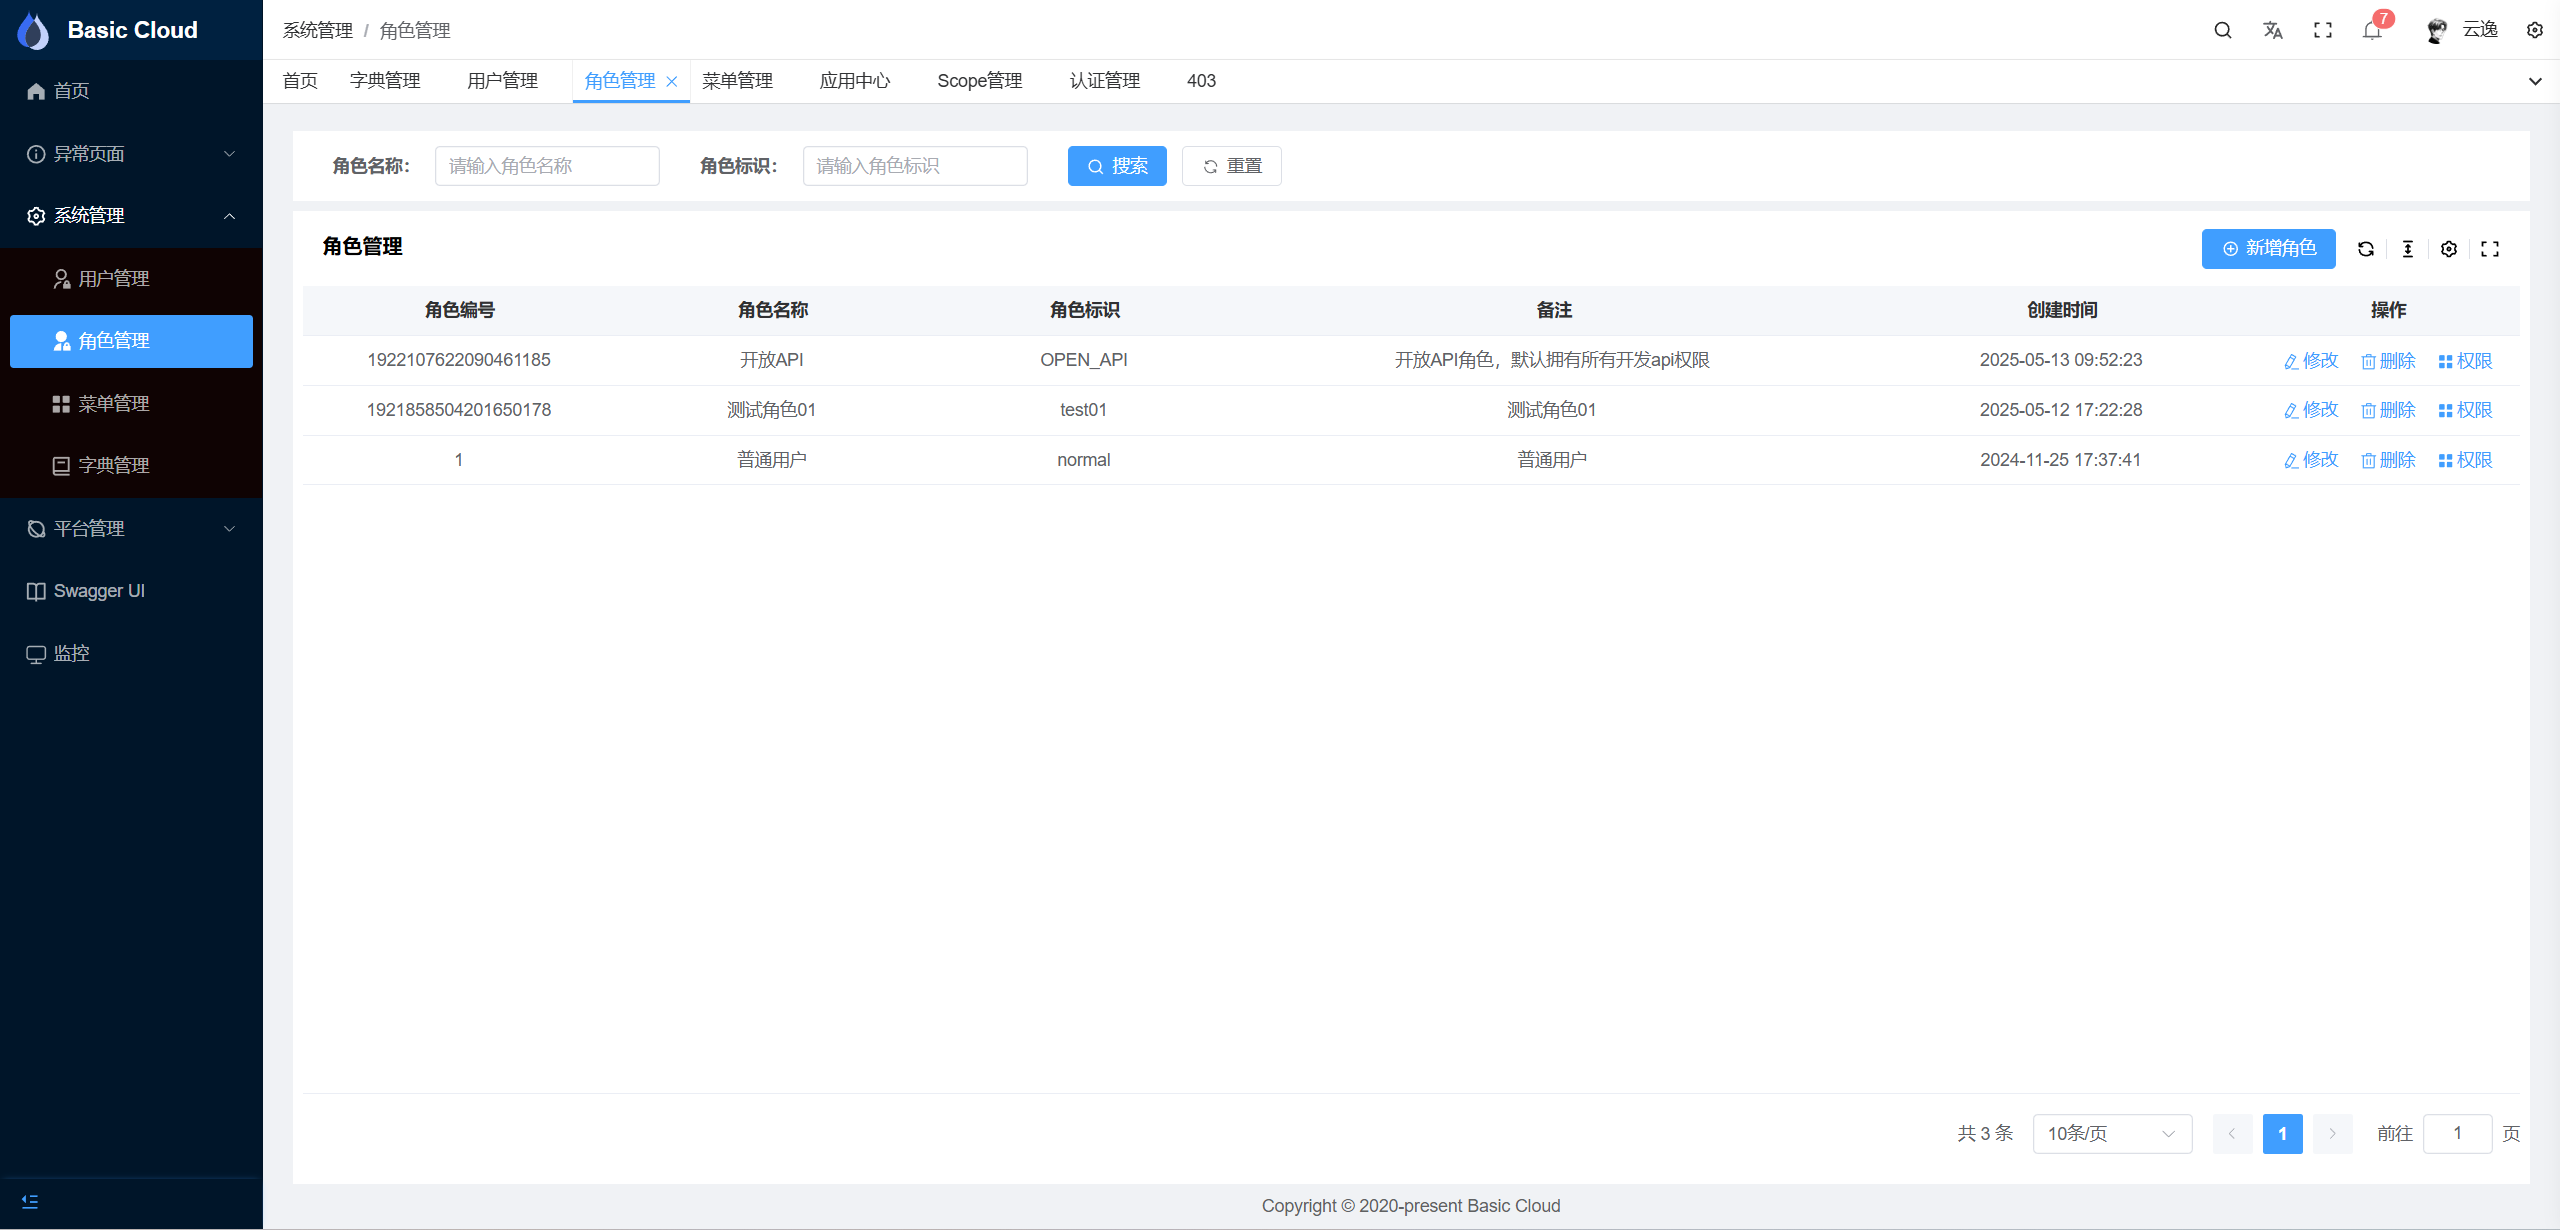 Basic Cloud
首页
异常页面
系统管理
用户管理
角色管理
菜单管理
字典管理
平台管理
Swagger UI
监控
系统管理 / 角色管理
7
云逸
首页 字典管理 用户管理 角色管理 菜单管理 应用中心 Scope管理 认证管理 403
角色名称： 请输入角色名称 角色标识： 请输入角色标识 搜索 重置
角色管理 新增角色
角色编号 角色名称 角色标识 备注 创建时间 操作
1922107622090461185 开放API OPEN_API 开放API角色，默认拥有所有开发api权限 2025-05-13 09:52:23 修改 删除 权限
1921858504201650178 测试角色01 test01 测试角色01 2025-05-12 17:22:28 修改 删除 权限
1 普通用户 normal 普通用户 2024-11-25 17:37:41 修改 删除 权限
共 3 条 10条/页 1 前往 1 页
Copyright © 2020-present Basic Cloud